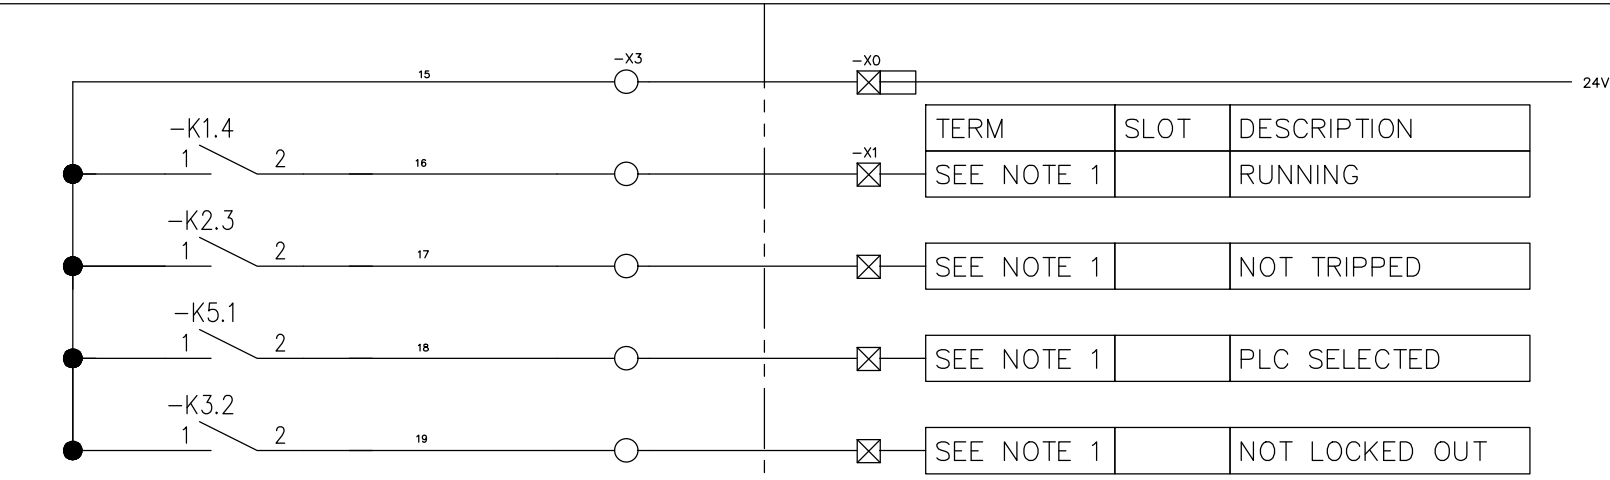 -X3
-X0
15
24V
-K1.4
TERM SLOT DESCRIPTION
1 2 16 -X1
SEE NOTE 1 RUNNING
-K2.3
1 2 17
SEE NOTE 1 NOT TRIPPED
-K5.1
1 2 18
SEE NOTE 1 PLC SELECTED
-K3.2
1 2 19
SEE NOTE 1 NOT LOCKED OUT